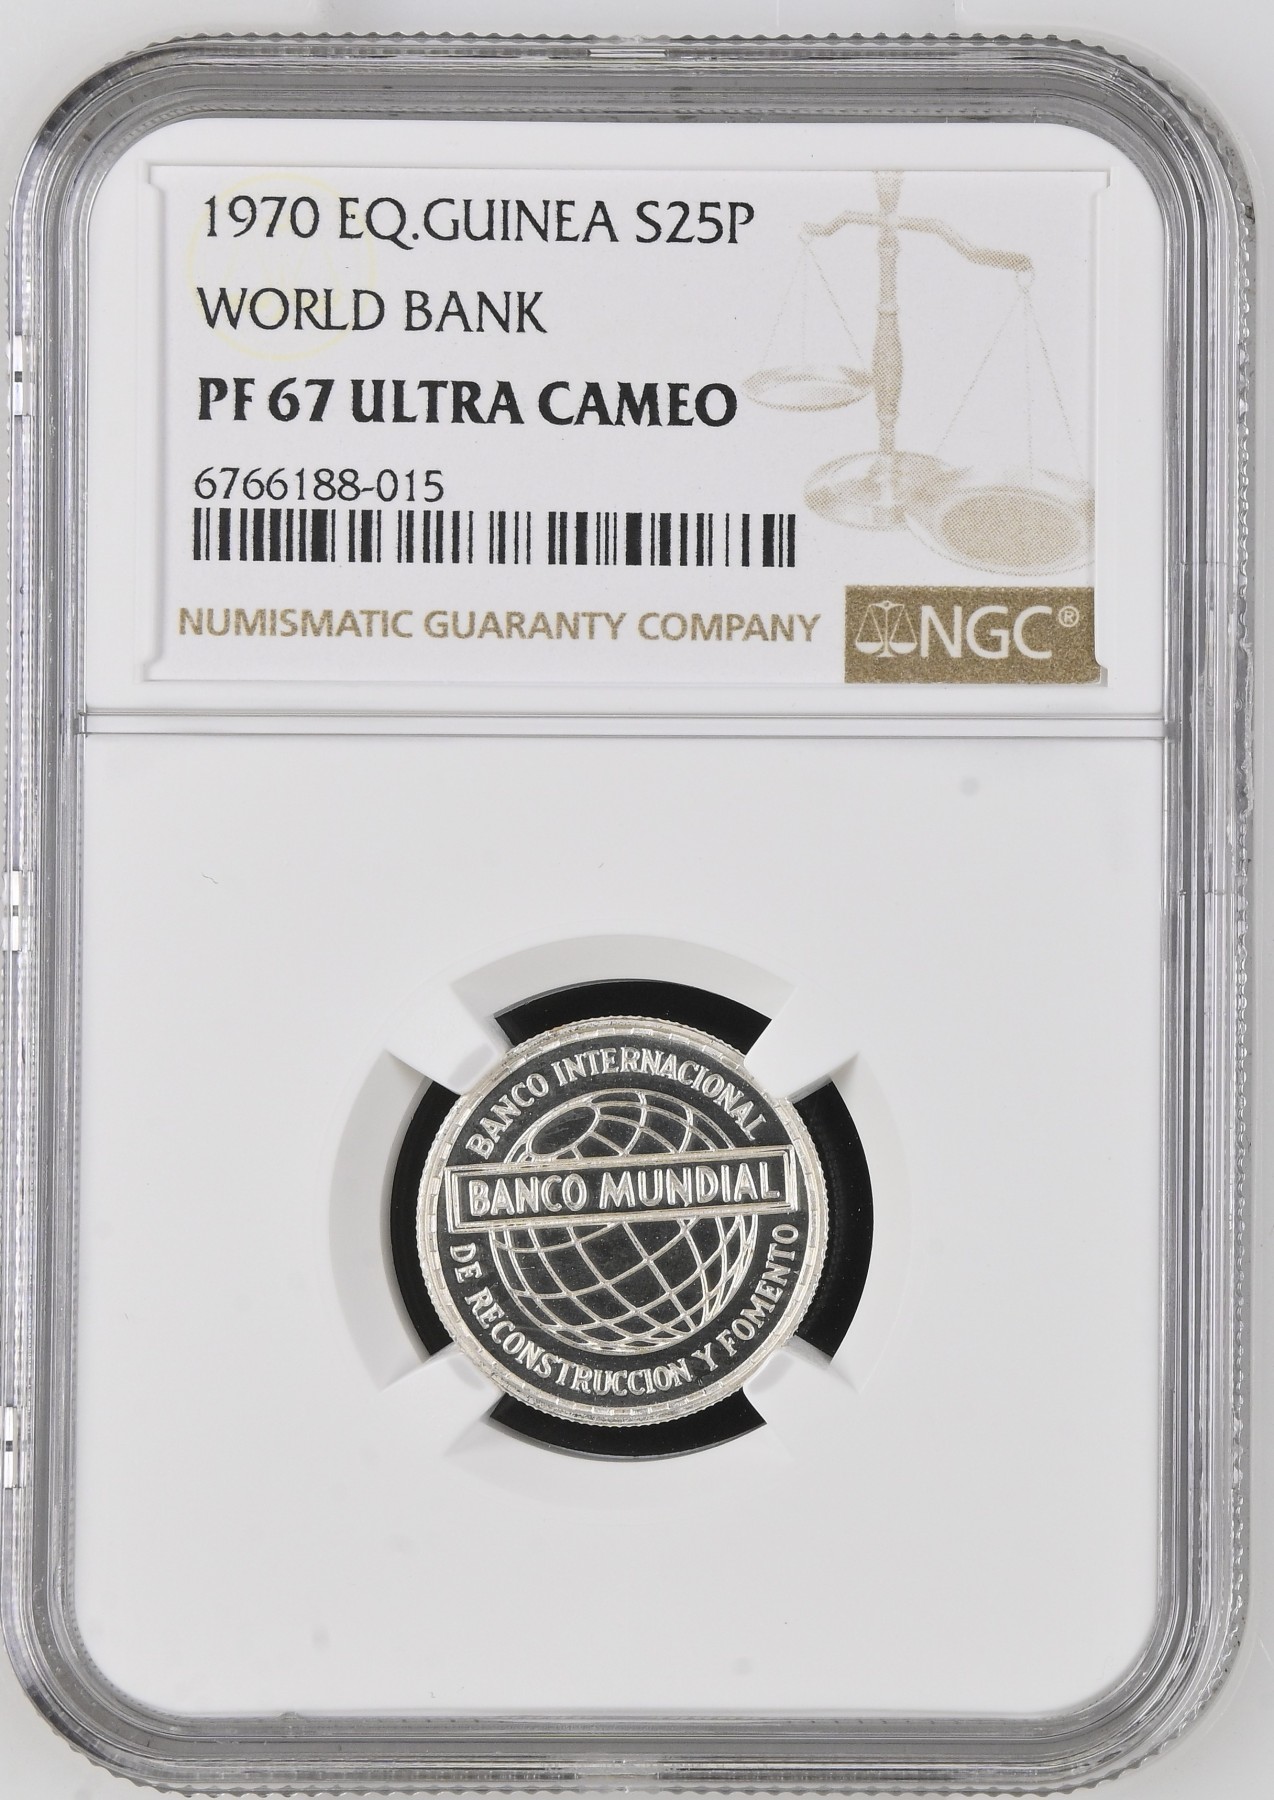 1970 EQ.GUINEA S25P
WORLD BANK
PF 67 ULTRA CAMEO
6766188-015
NUMISMATIC GUARANTY COMPANY
NGC®
BANCO INTERNACIONAL
BANCO MUNDIAL
DE RECONSTRUCCION Y FOMENTO